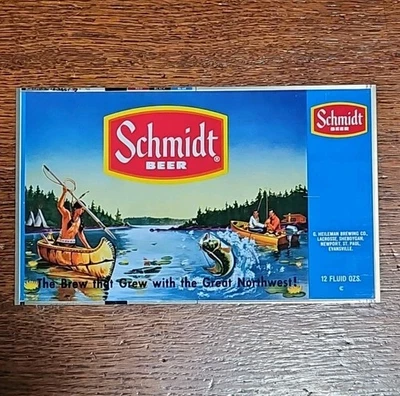 Schmidt
BEER
The Brew that Grew with the Great Northwest!
Schmidt
BEER
G. HEILEMAN BREWING CO.,
LACROSSE, SHEBOYGAN,
NEWPORT, ST. PAUL,
EVANSVILLE.
12 FLUID OZS.
C